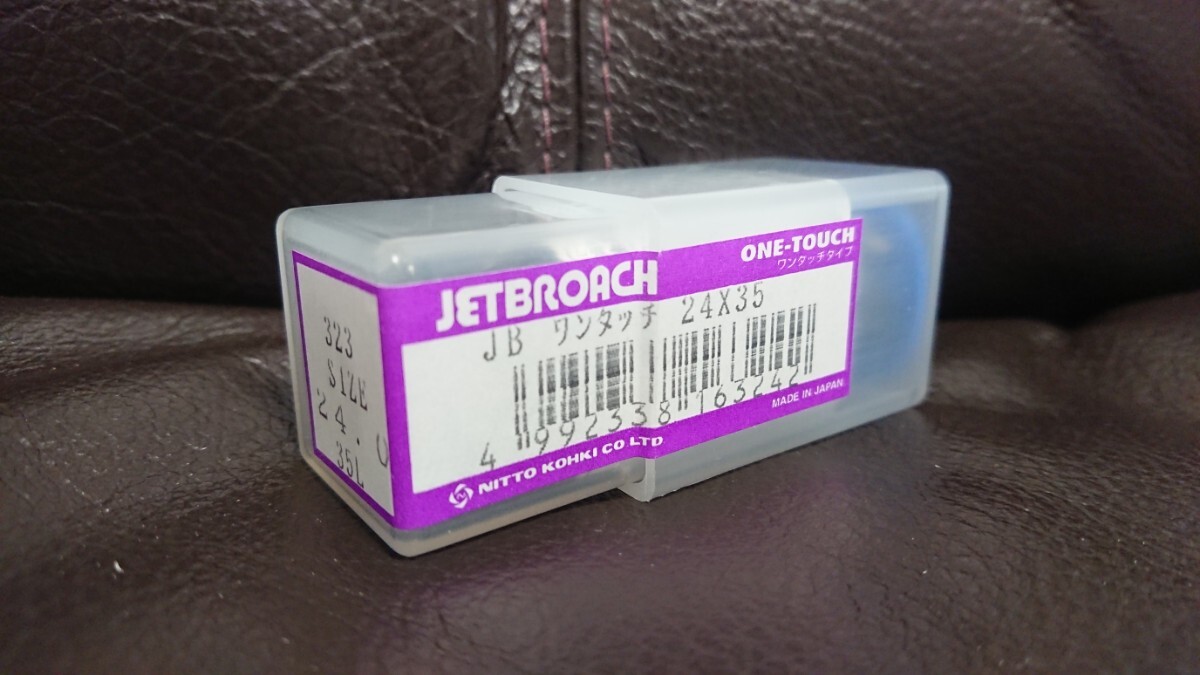 323
SIZE
24.0
35L
JETBROACH
ONE-TOUCH
ワンタッチタイプ
JB ワンタッチ 24X35
4 992338 163242
NITTO KOHKI CO LTD
MADE IN JAPAN